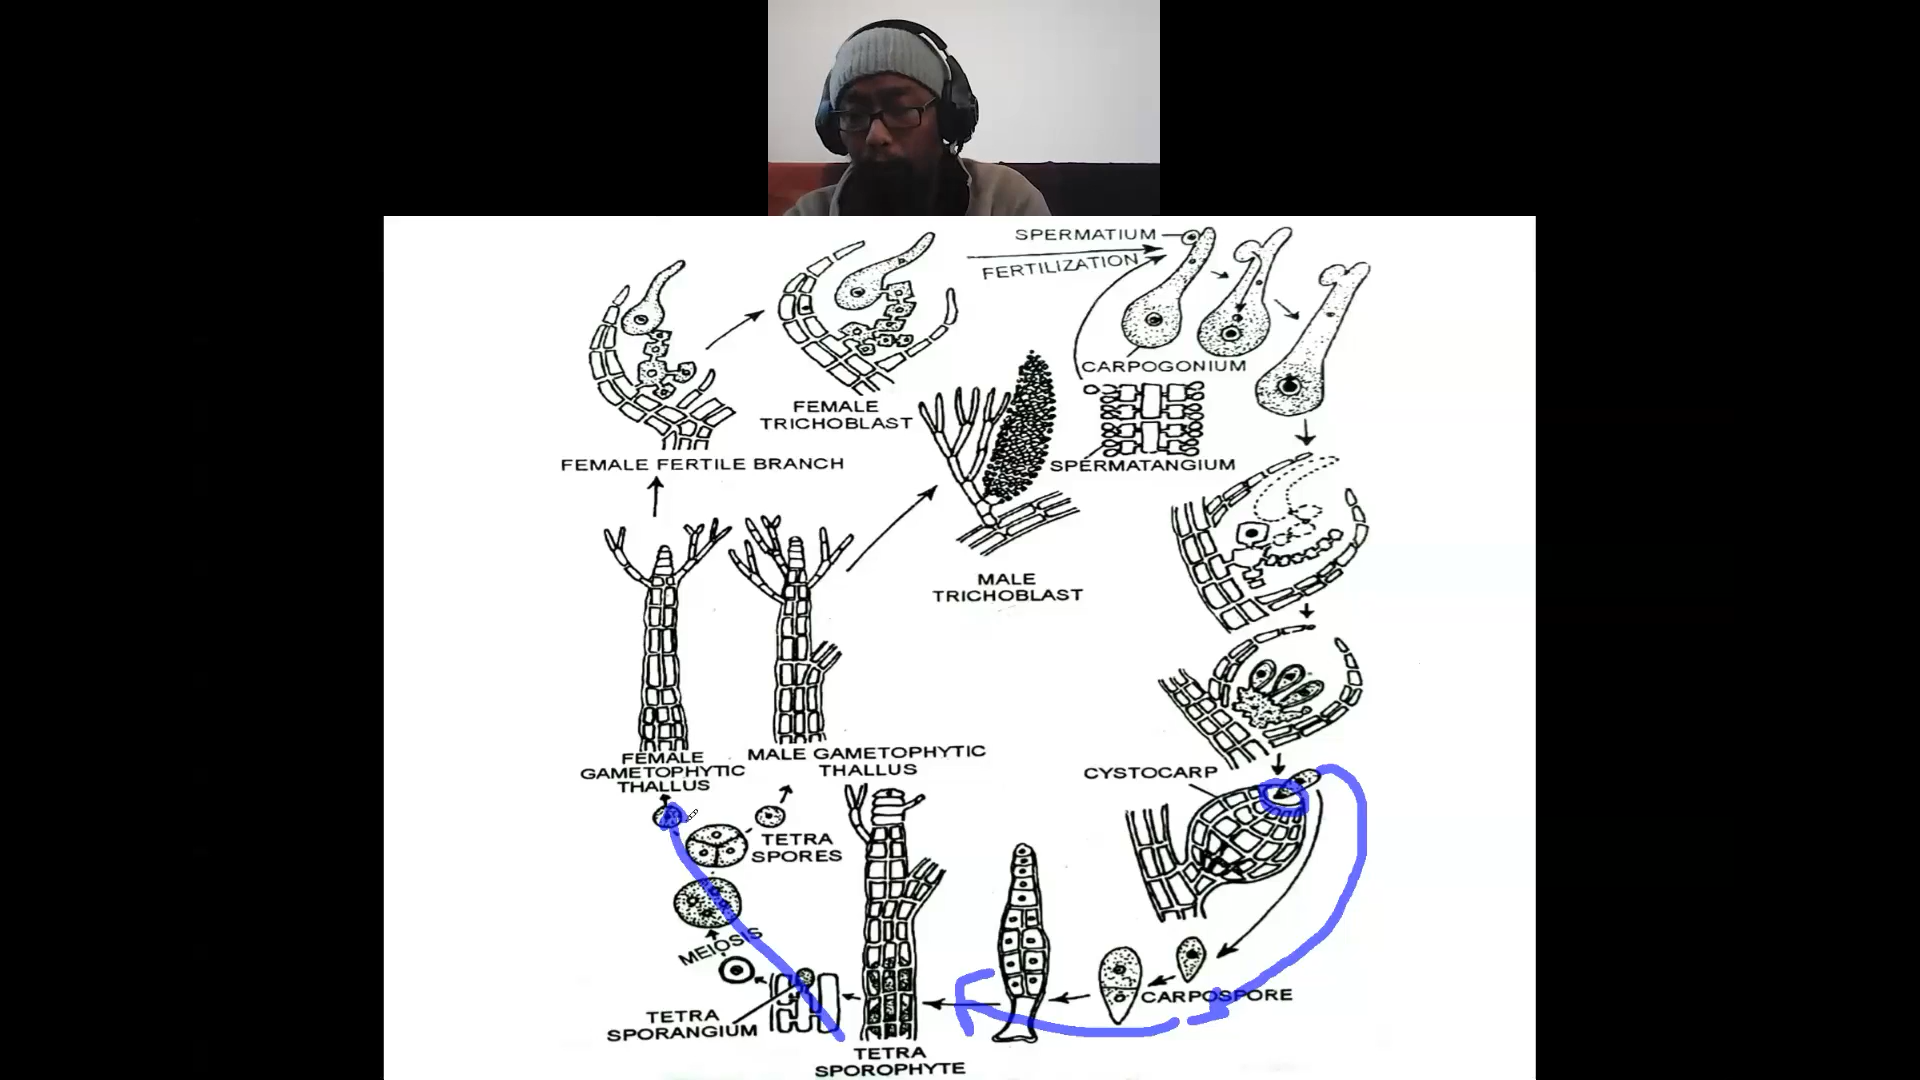 SPERMATIUM
FERTILIZATION
CARPOGONIUM
FEMALE
TRICHOBLAST
FEMALE FERTILE BRANCH
SPERMATANGIUM
MALE
TRICHOBLAST
FEMALE
GAMETOPHYTIC
THALLUS
MALE GAMETOPHYTIC
THALLUS
CYSTOCARP
TETRA
SPORES
MEIOSIS
CARPOSPORE
TETRA
SPORANGIUM
TETRA
SPOROPHYTE